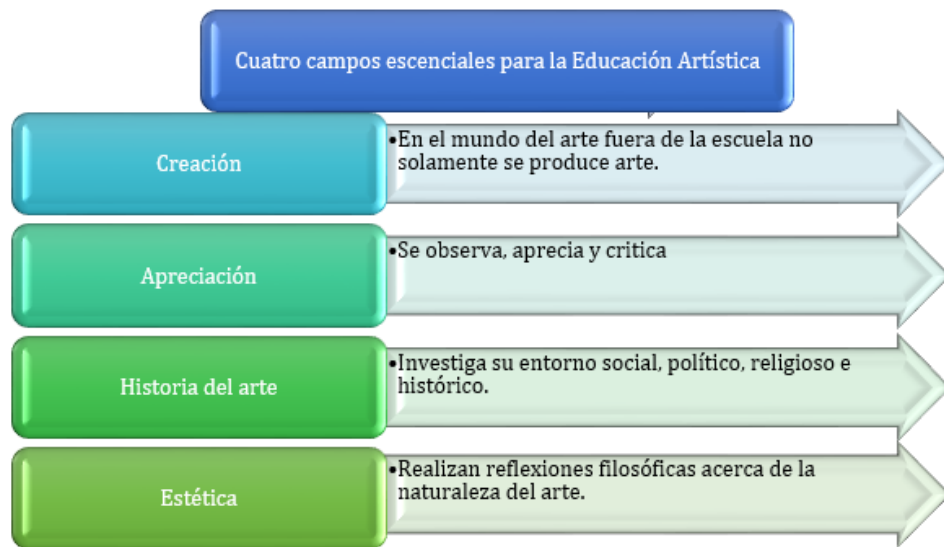 Cuatro campos escenciales para la Educación Artística
Creación
•En el mundo del arte fuera de la escuela no
solamente se produce arte.
Apreciación
•Se observa, aprecia y critica
Historia del arte
•Investiga su entorno social, político, religioso e
histórico.
Estética
•Realizan reflexiones filosóficas acerca de la
naturaleza del arte.